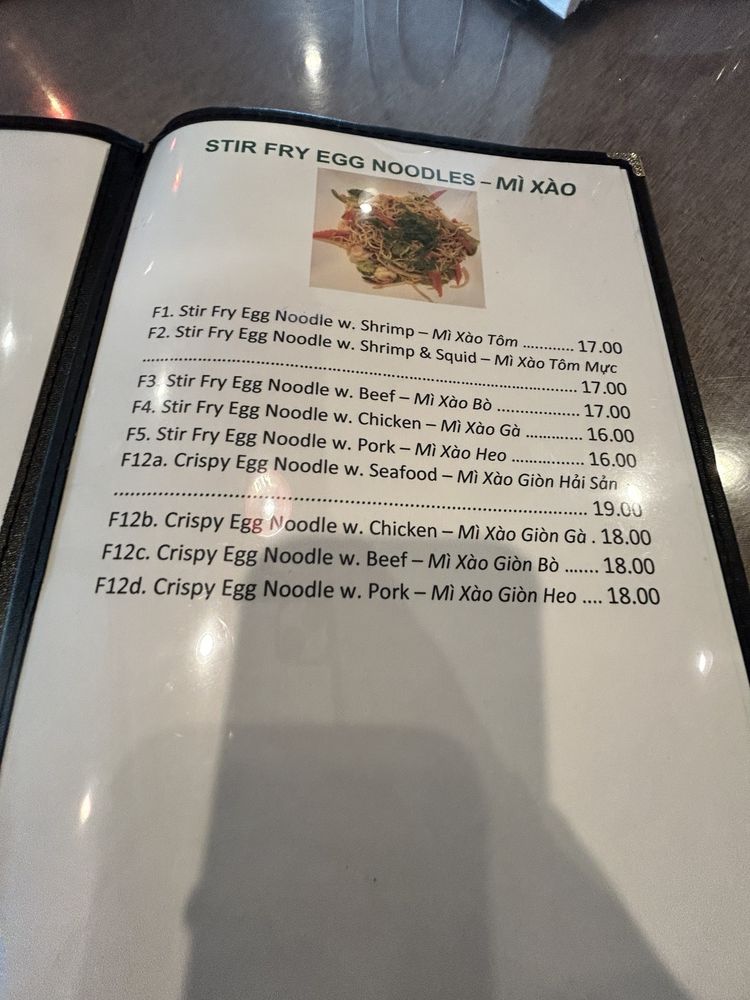 STIR FRY EGG NOODLES – MÌ XÀO
F1. Stir Fry Egg Noodle w. Shrimp – Mì Xào Tôm ............ 17.00
F2. Stir Fry Egg Noodle w. Shrimp & Squid – Mì Xào Tôm Mực
................................................................................ 17.00
F3. Stir Fry Egg Noodle w. Beef – Mì Xào Bò ................... 17.00
F4. Stir Fry Egg Noodle w. Chicken – Mì Xào Gà ............. 16.00
F5. Stir Fry Egg Noodle w. Pork – Mì Xào Heo ................ 16.00
F12a. Crispy Egg Noodle w. Seafood – Mì Xào Giòn Hải Sản
................................................................................ 19.00
F12b. Crispy Egg Noodle w. Chicken – Mì Xào Giòn Gà . 18.00
F12c. Crispy Egg Noodle w. Beef – Mì Xào Giòn Bò ....... 18.00
F12d. Crispy Egg Noodle w. Pork – Mì Xào Giòn Heo .... 18.00